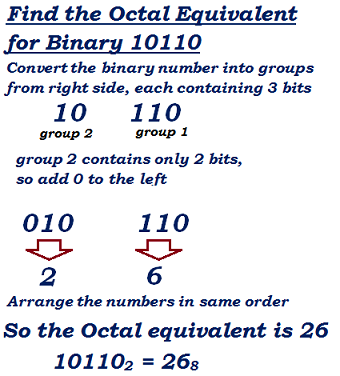 Find the Octal Equivalent
for Binary 10110
Convert the binary number into groups
from right side, each containing 3 bits
10 110
group 2 group 1
group 2 contains only 2 bits,
so add 0 to the left
010 110
2 6
Arrange the numbers in same order
So the Octal equivalent is 26
10110₂ = 26₈